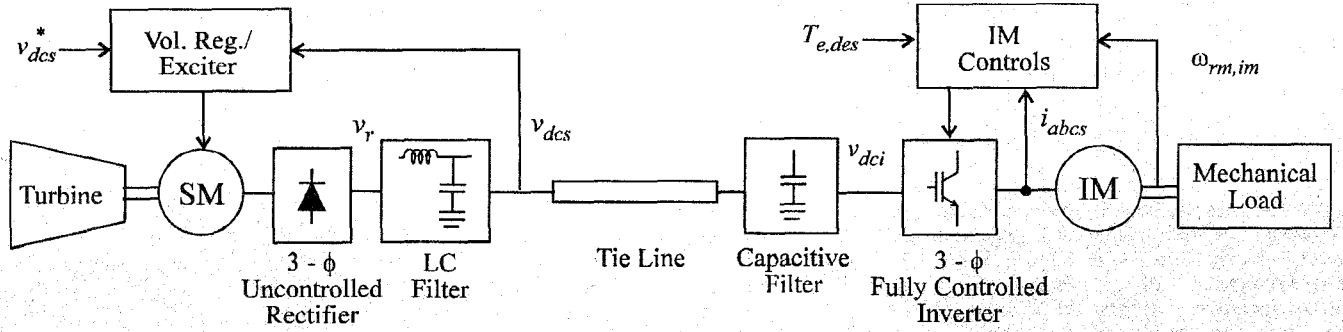 v*dcs
Vol. Reg./
Exciter
Te,des
IM
Controls
ωrm,im
vr
vdcs
vdci
iabcs
Turbine
SM
IM
Mechanical
Load
3 - ϕ
Uncontrolled
Rectifier
LC
Filter
Tie Line
Capacitive
Filter
3 - ϕ
Fully Controlled
Inverter